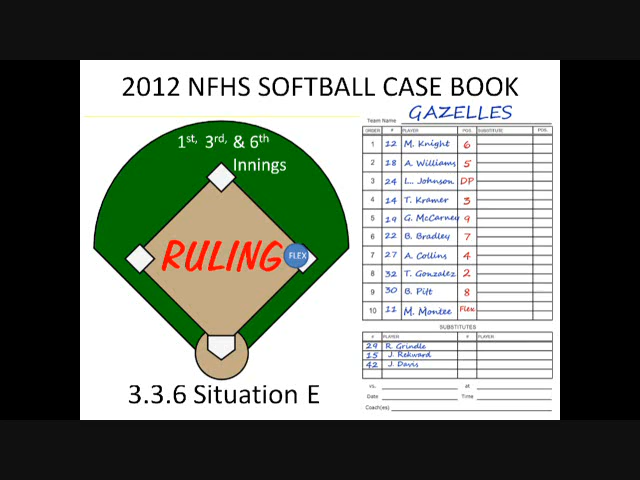 2012 NFHS SOFTBALL CASE BOOK
1st, 3rd, & 6th
Innings
RULING
FLEX
3.3.6 Situation E
Team Name GAZELLES
ORDER # PLAYER POS. SUBSTITUTE POS.
1 12 M. Knight 6
2 18 A. Williams 5
3 24 L. Johnson DP
4 14 T. Kramer 3
5 19 G. McCarney 9
6 22 B. Bradley 7
7 27 A. Collins 4
8 32 T. Gonzalez 2
9 30 B. Pitt 8
10 11 M. Montee Flex
SUBSTITUTES
# PLAYER # PLAYER
29 R. Grindle
15 J. Rekward
42 J. Davis
vs. at
Date Time
Coach(es)